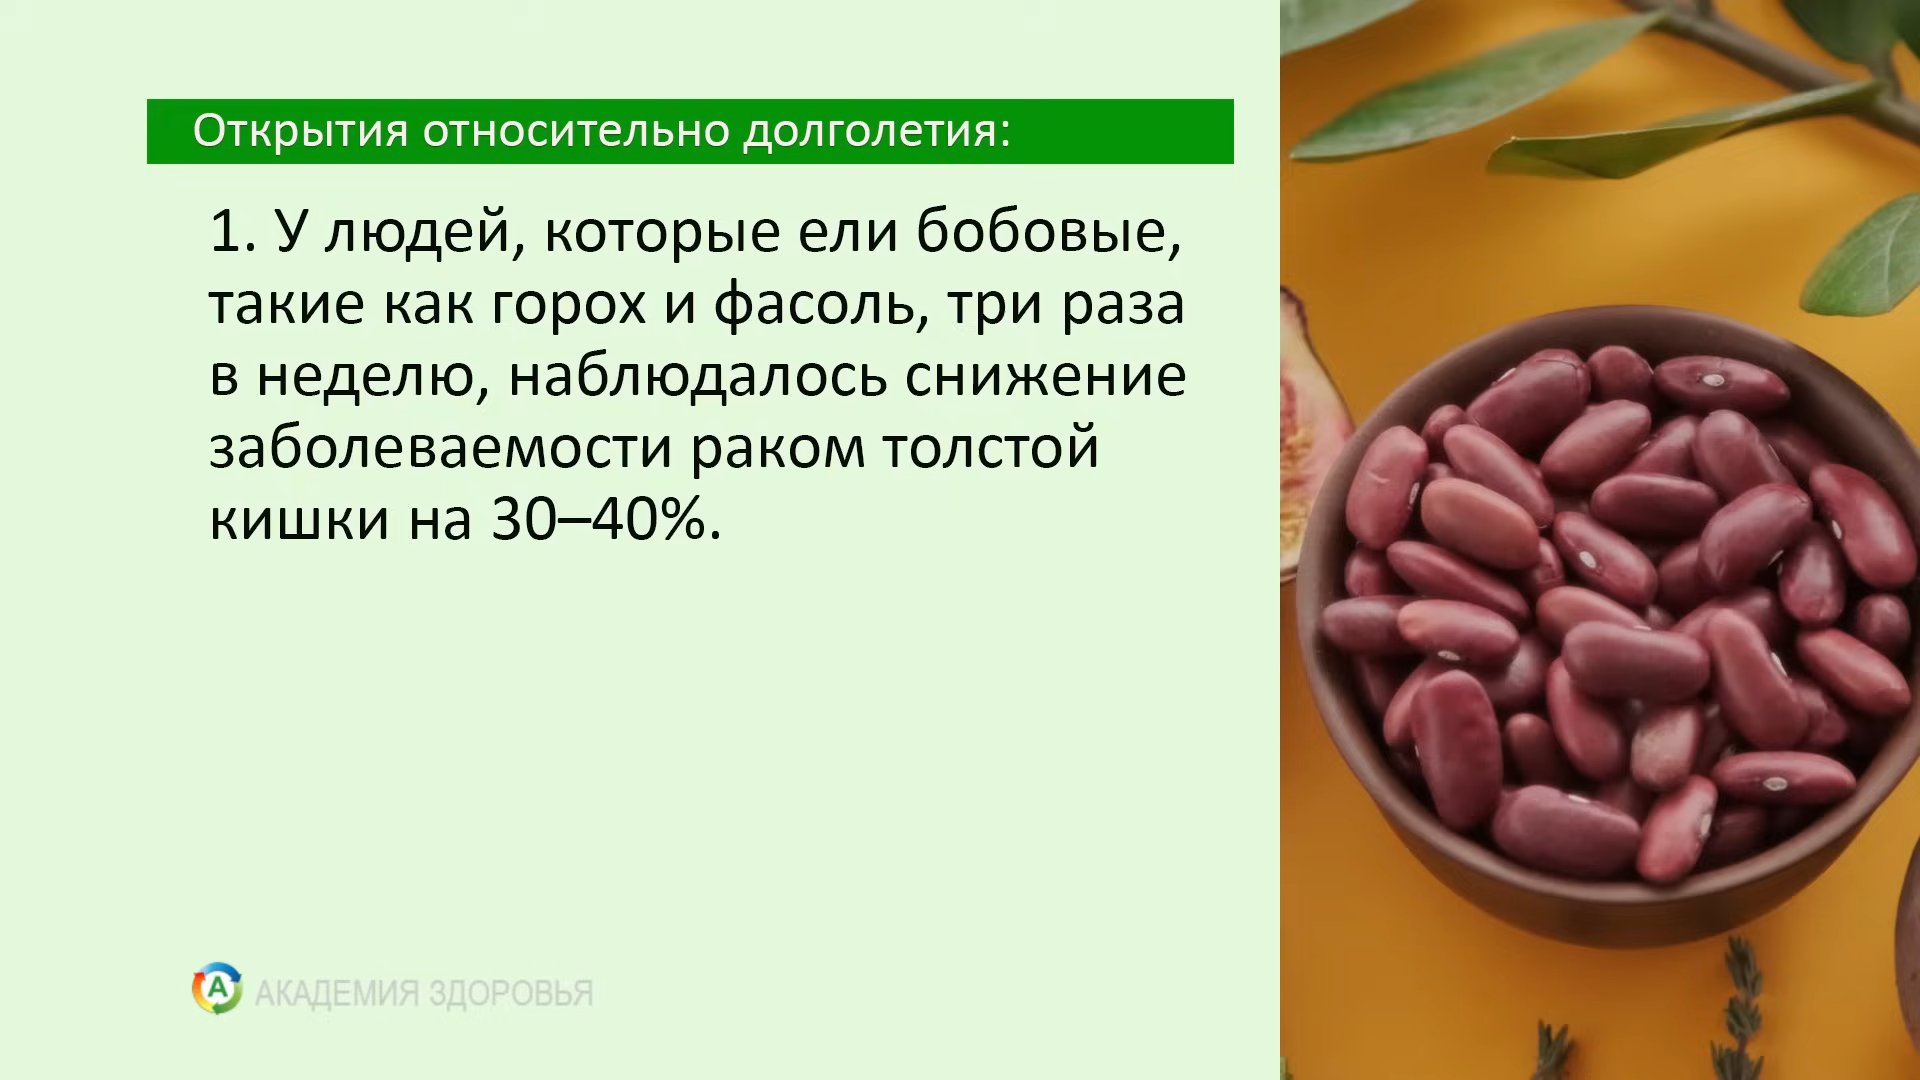 Открытия относительно долголетия:
1. У людей, которые ели бобовые,
такие как горох и фасоль, три раза
в неделю, наблюдалось снижение
заболеваемости раком толстой
кишки на 30–40%.
А АКАДЕМИЯ ЗДОРОВЬЯ